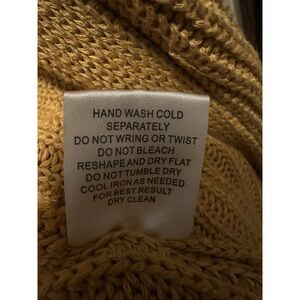 HAND WASH COLD
SEPARATELY
DO NOT WRING OR TWIST
DO NOT BLEACH
RESHAPE AND DRY FLAT
DO NOT TUMBLE DRY
COOL IRON AS NEEDED
FOR BEST RESULT
DRY CLEAN